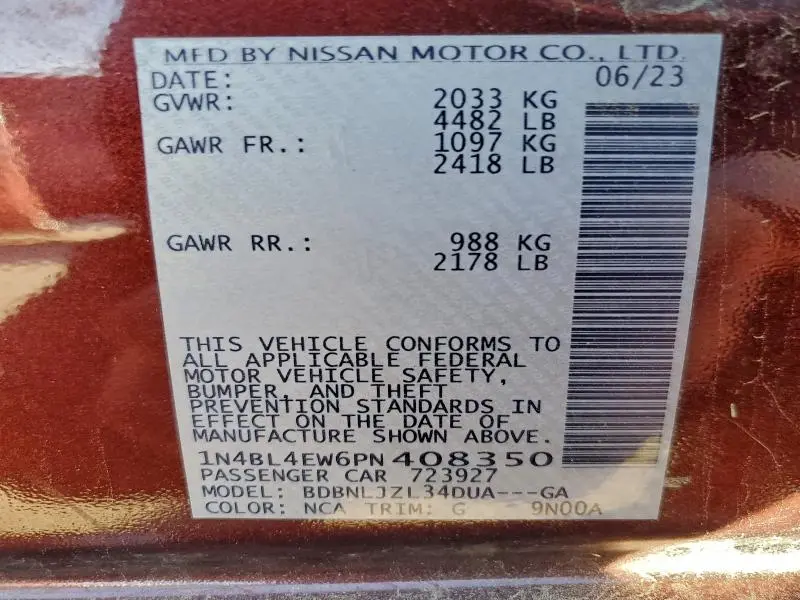 MFD BY NISSAN MOTOR CO., LTD.
DATE: 06/23
GVWR: 2033 KG
4482 LB
GAWR FR.: 1097 KG
2418 LB
GAWR RR.: 988 KG
2178 LB
THIS VEHICLE CONFORMS TO
ALL APPLICABLE FEDERAL
MOTOR VEHICLE SAFETY,
BUMPER, AND THEFT
PREVENTION STANDARDS IN
EFFECT ON THE DATE OF
MANUFACTURE SHOWN ABOVE.
1N4BL4EW6PN408350
PASSENGER CAR 723927
MODEL: BDBNLJZL34DUA---GA
COLOR: NCA TRIM: G 9N00A